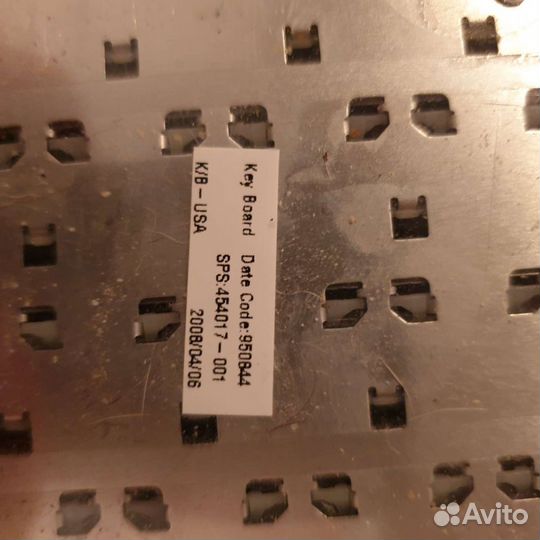 Key Board Date Code:950844
SPS:454017-001
K/B-USA 2008/04/06
Avito